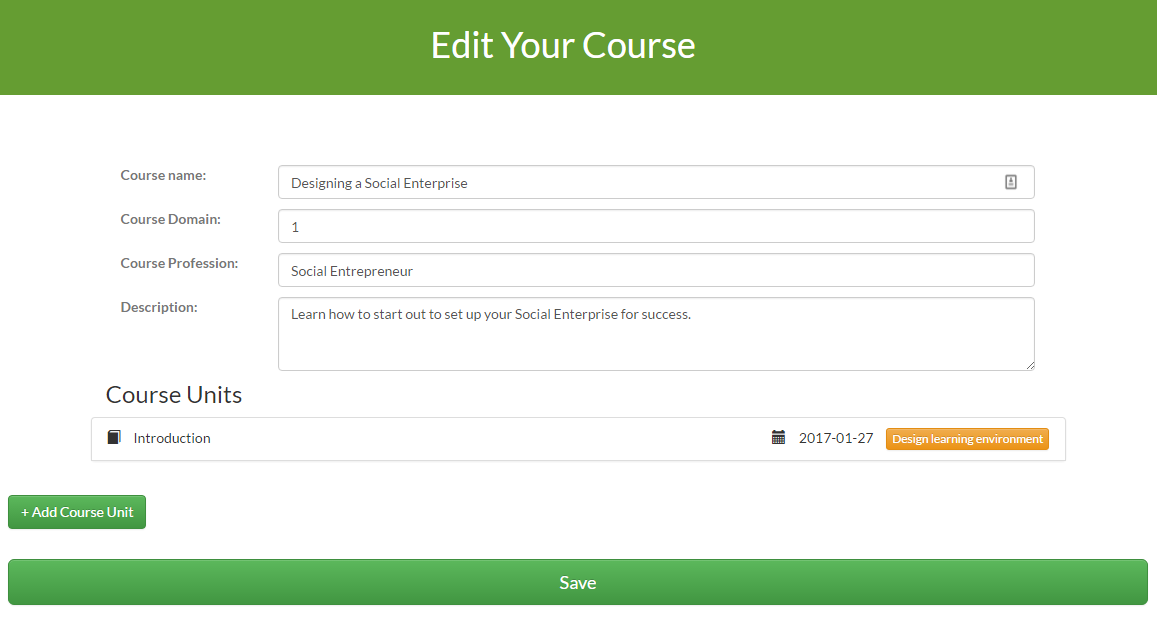 Edit Your Course
Course name:
Designing a Social Enterprise
Course Domain:
1
Course Profession:
Social Entrepreneur
Description:
Learn how to start out to set up your Social Enterprise for success.
Course Units
Introduction
2017-01-27
Design learning environment
+ Add Course Unit
Save